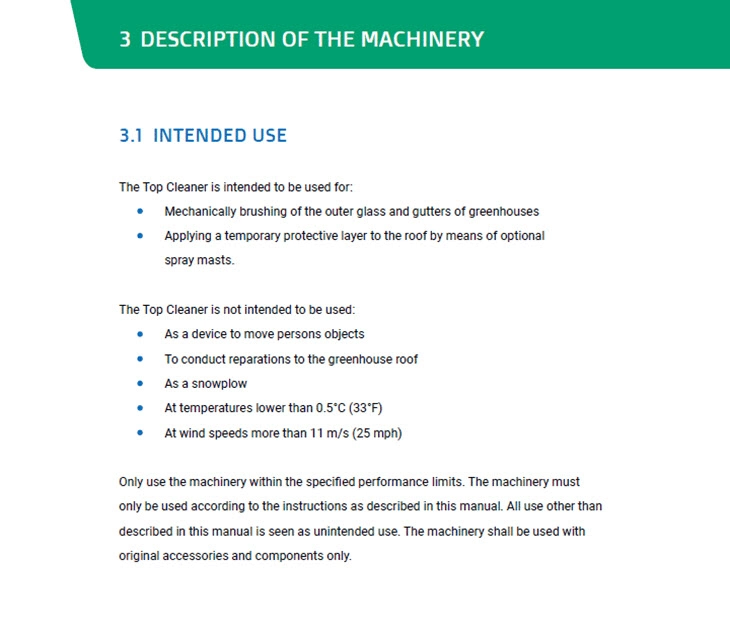 3 DESCRIPTION OF THE MACHINERY
3.1 INTENDED USE
The Top Cleaner is intended to be used for:
• Mechanically brushing of the outer glass and gutters of greenhouses
• Applying a temporary protective layer to the roof by means of optional
spray masts.
The Top Cleaner is not intended to be used:
• As a device to move persons objects
• To conduct reparations to the greenhouse roof
• As a snowplow
• At temperatures lower than 0.5°C (33°F)
• At wind speeds more than 11 m/s (25 mph)
Only use the machinery within the specified performance limits. The machinery must
only be used according to the instructions as described in this manual. All use other than
described in this manual is seen as unintended use. The machinery shall be used with
original accessories and components only.